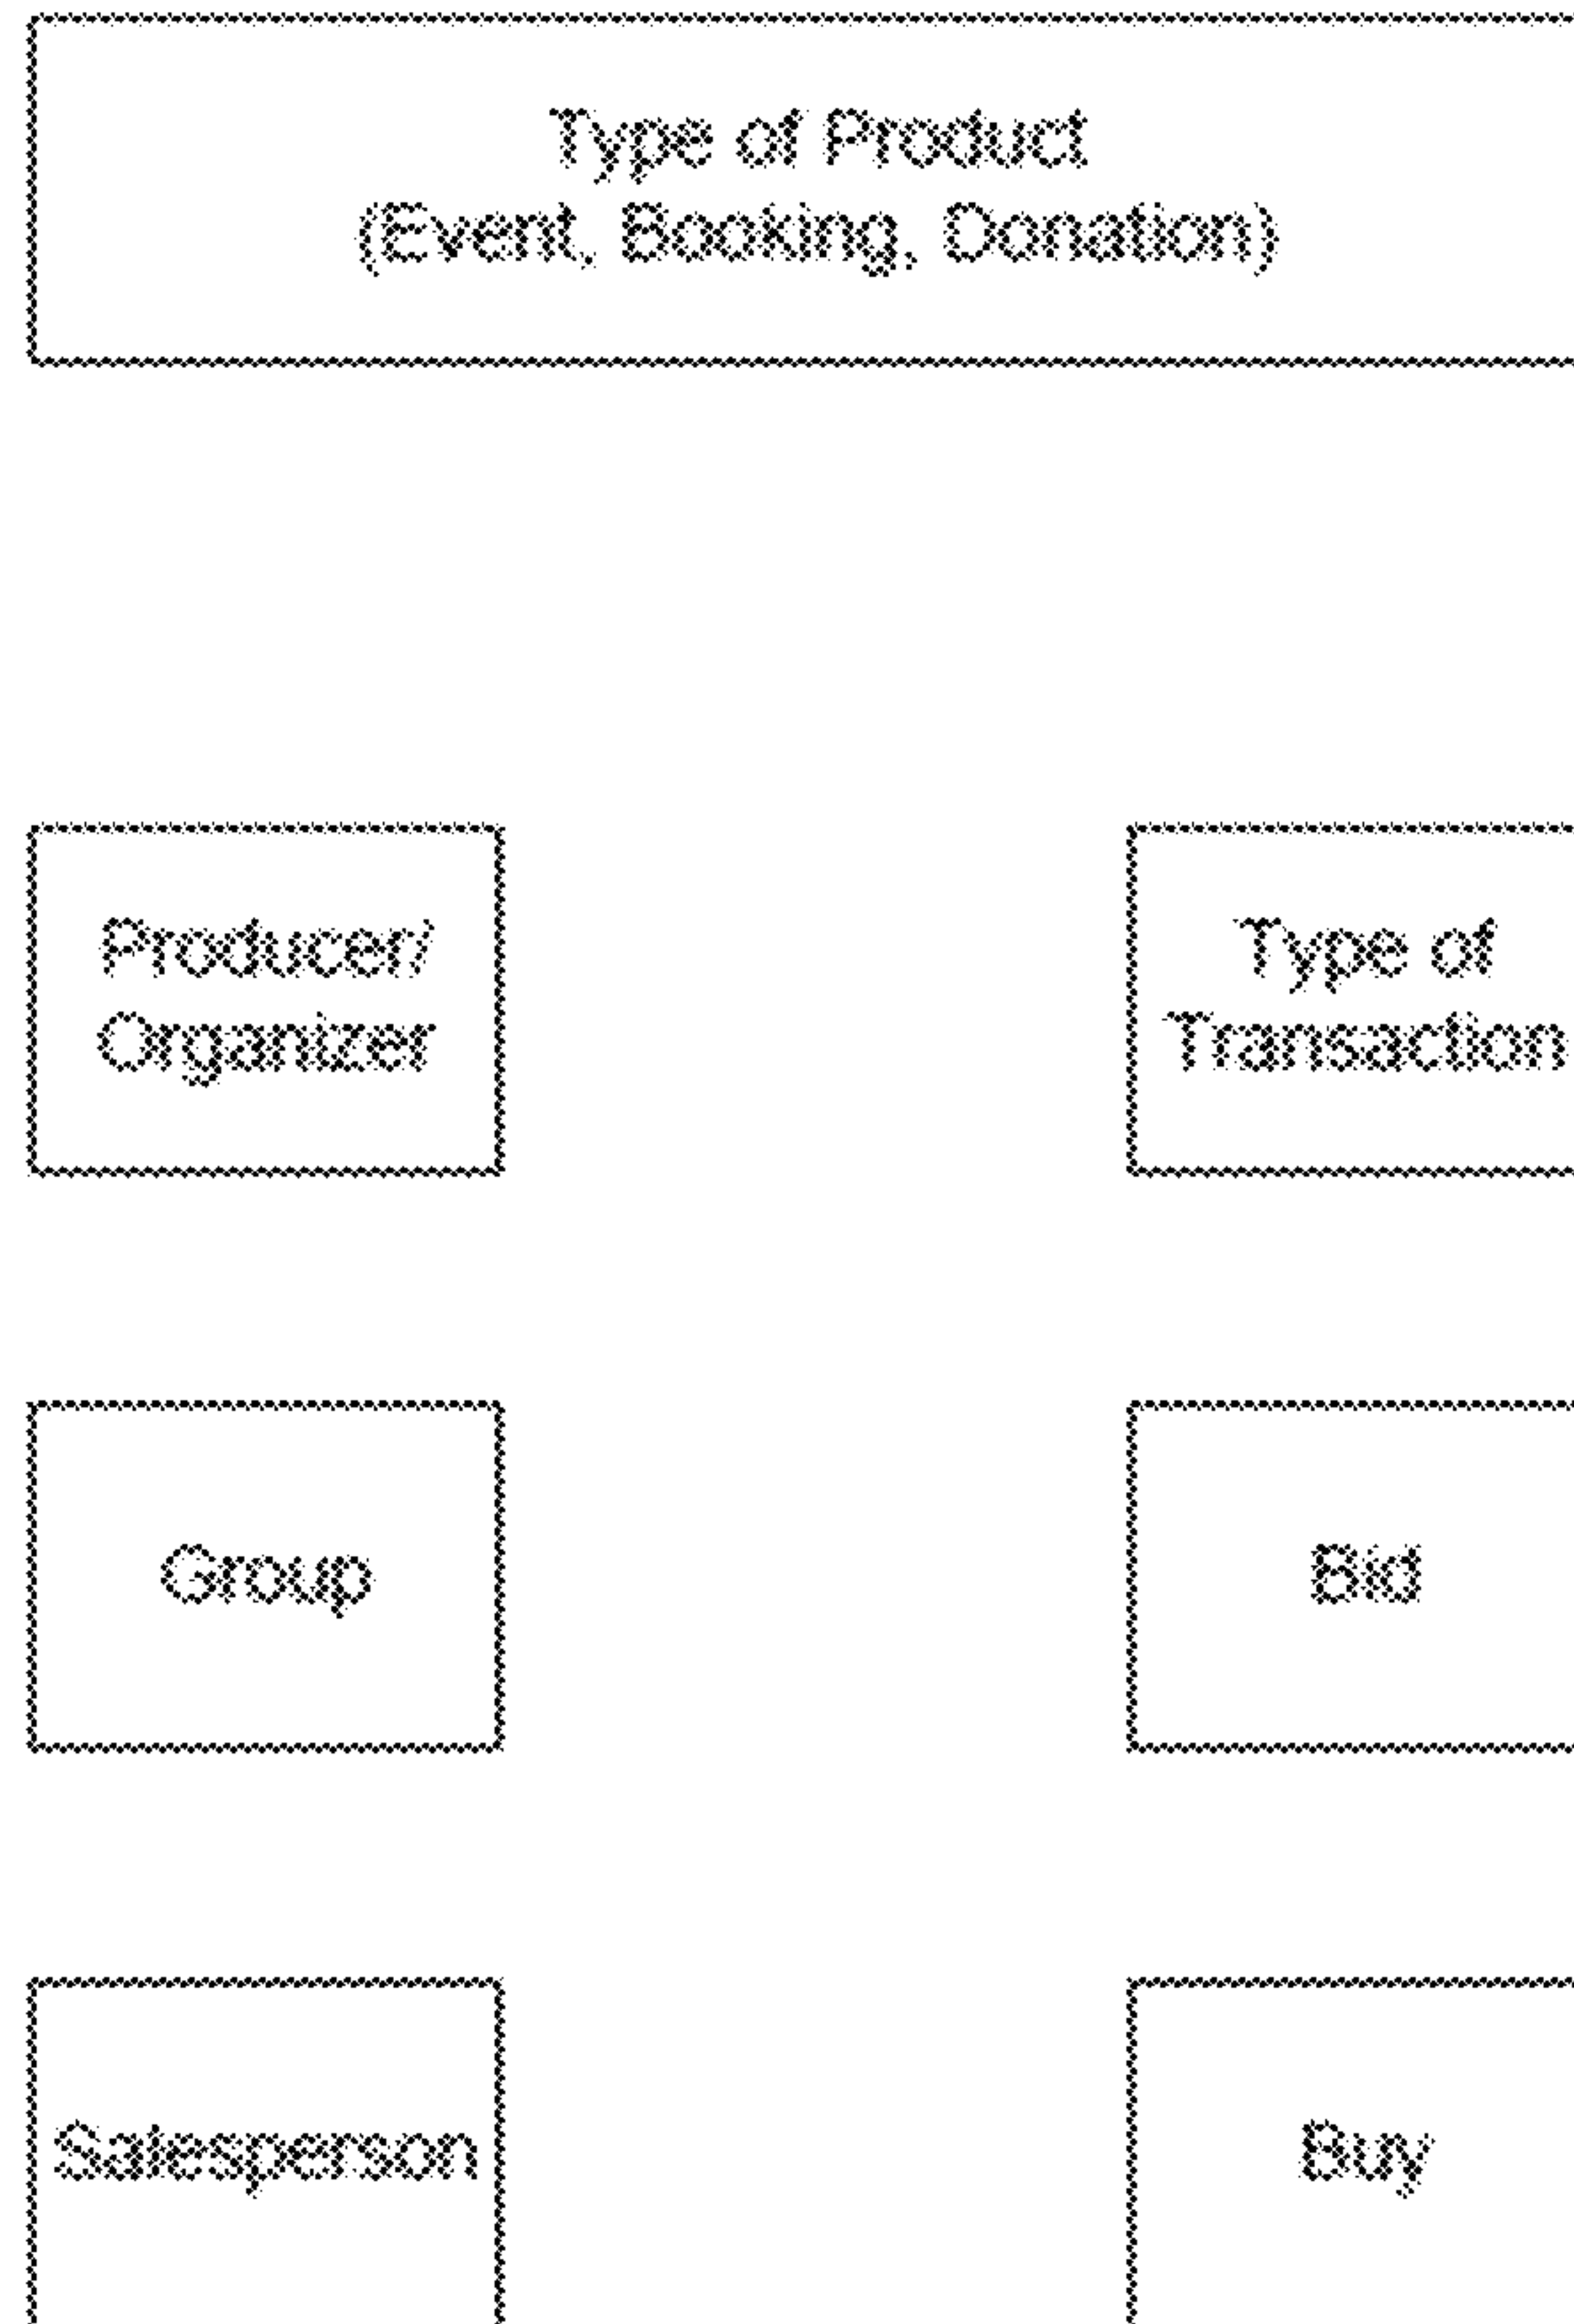 Type of Product
(Event, Booking, Donation)
Producer/
Organizer
Type of
Transaction
Group
Bid
Salesperson
Buy